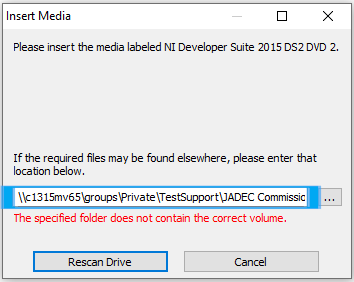 Insert Media
Please insert the media labeled NI Developer Suite 2015 DS2 DVD 2.
If the required files may be found elsewhere, please enter that
location below.
\\c1315mv65\groups\Private\TestSupport\JADEC Commissic
...
The specified folder does not contain the correct volume.
Rescan Drive
Cancel